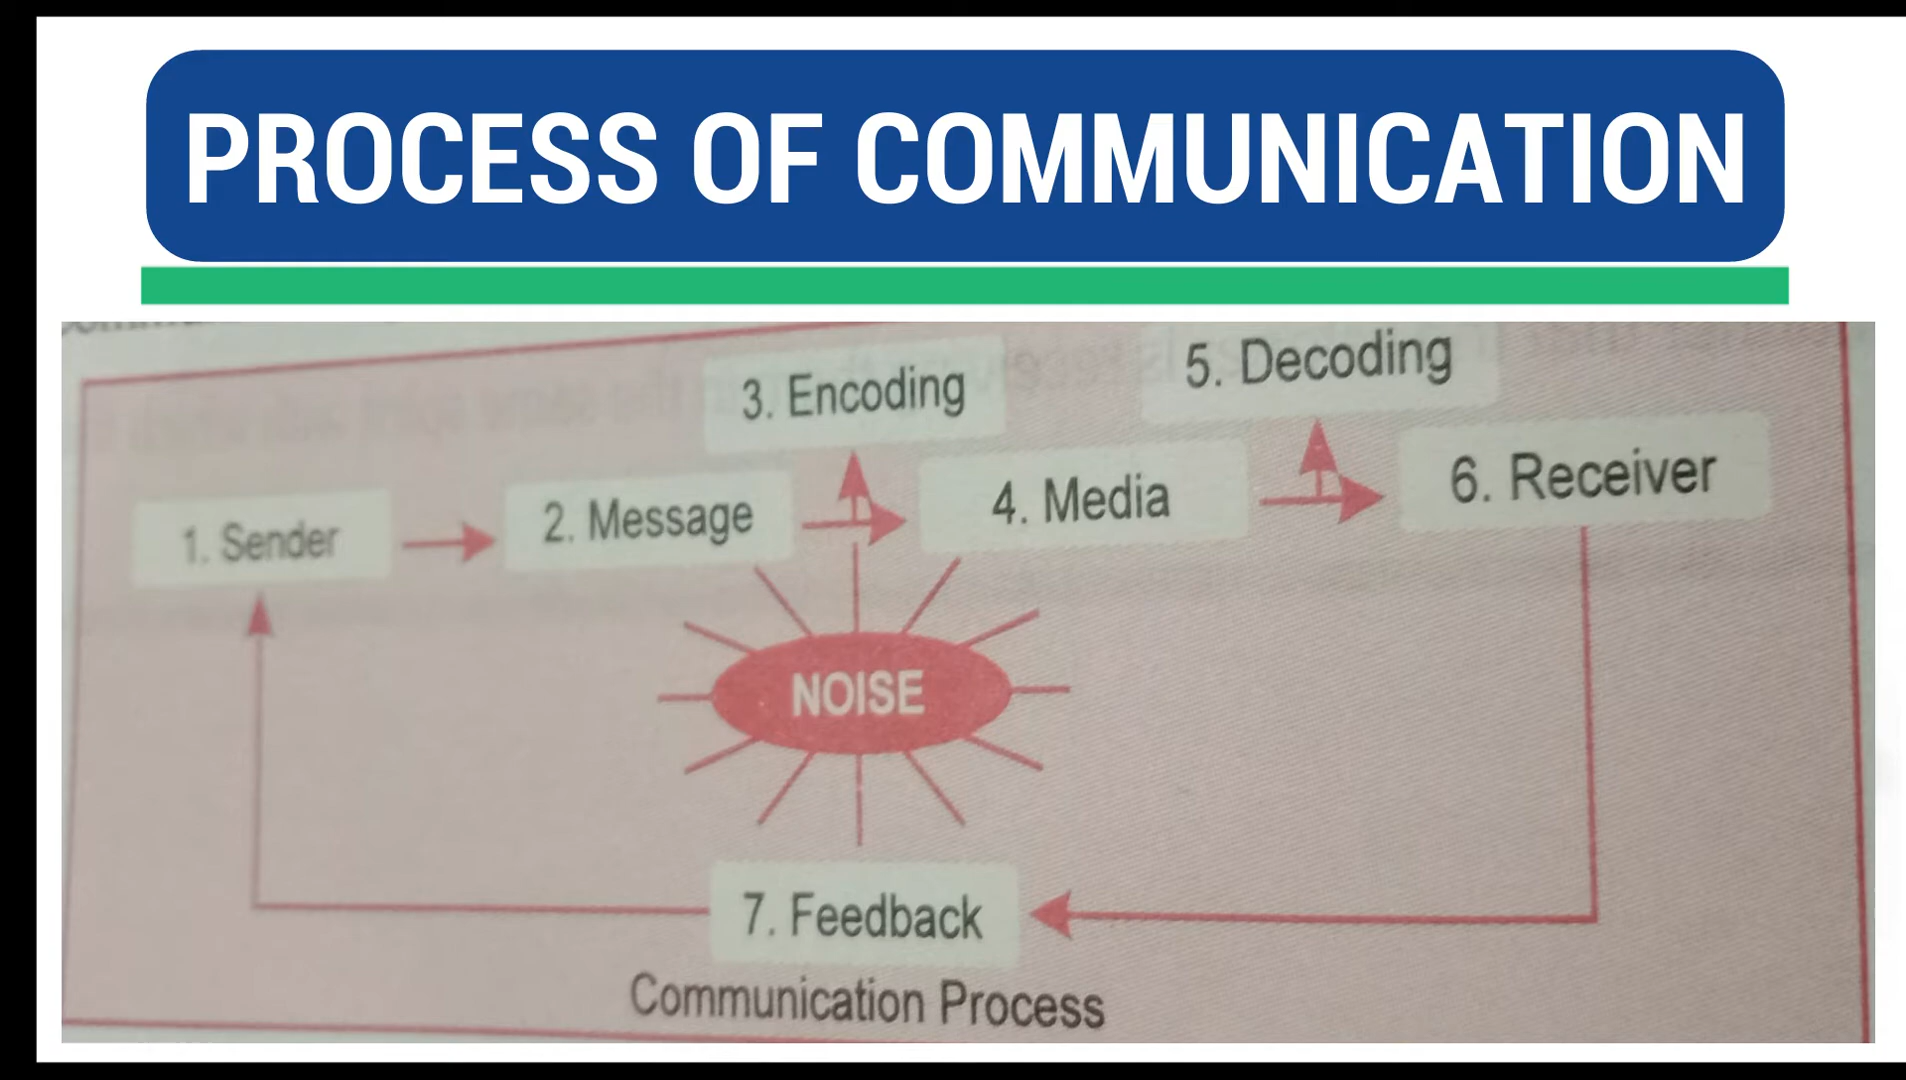 PROCESS OF COMMUNICATION
3. Encoding
5. Decoding
1. Sender
2. Message
4. Media
6. Receiver
NOISE
7. Feedback
Communication Process